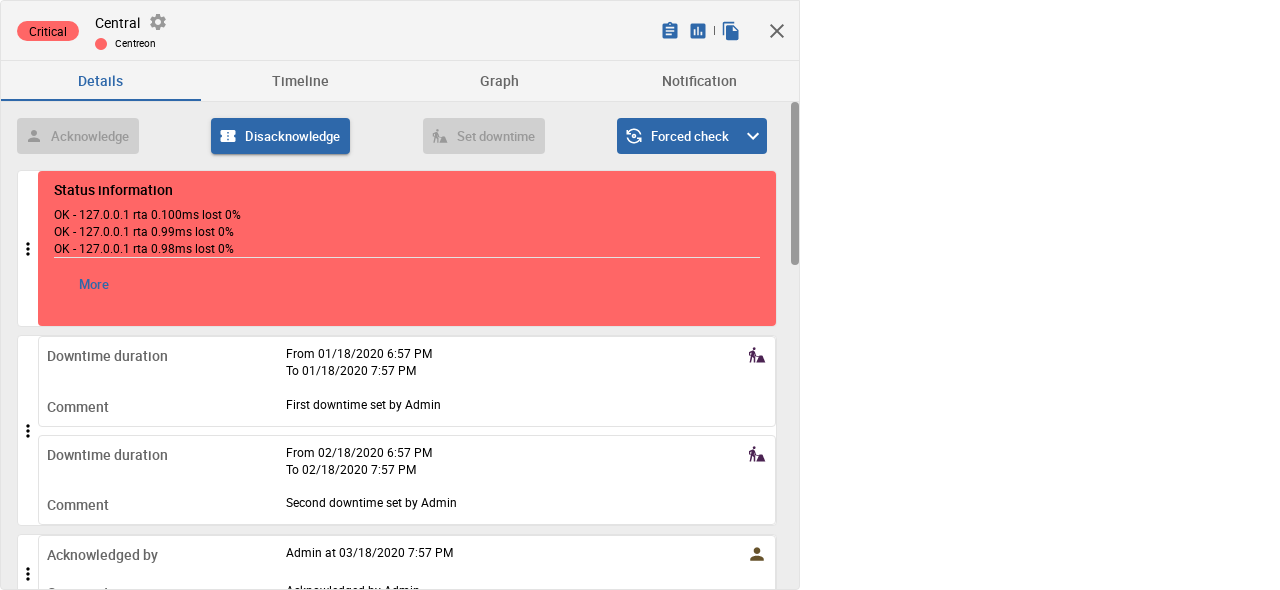 Critical
Central
Centreon
Details
Timeline
Graph
Notification
Acknowledge
Disacknowledge
Set downtime
Forced check
Status information
OK - 127.0.0.1 rta 0.100ms lost 0%
OK - 127.0.0.1 rta 0.99ms lost 0%
OK - 127.0.0.1 rta 0.98ms lost 0%
More
Downtime duration
From 01/18/2020 6:57 PM
To 01/18/2020 7:57 PM
Comment
First downtime set by Admin
Downtime duration
From 02/18/2020 6:57 PM
To 02/18/2020 7:57 PM
Comment
Second downtime set by Admin
Acknowledged by
Admin at 03/18/2020 7:57 PM
Acknowledged by Admin